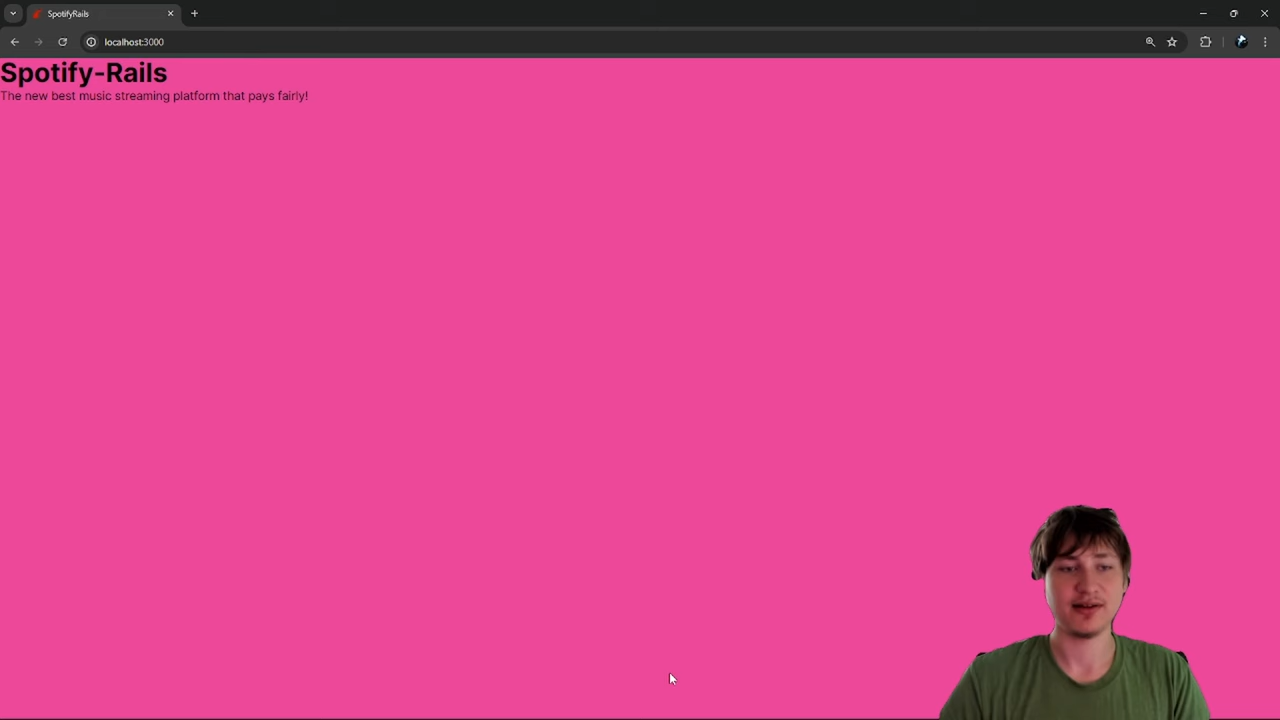 SpotifyRails
localhost:3000
Spotify-Rails
The new best music streaming platform that pays fairly!